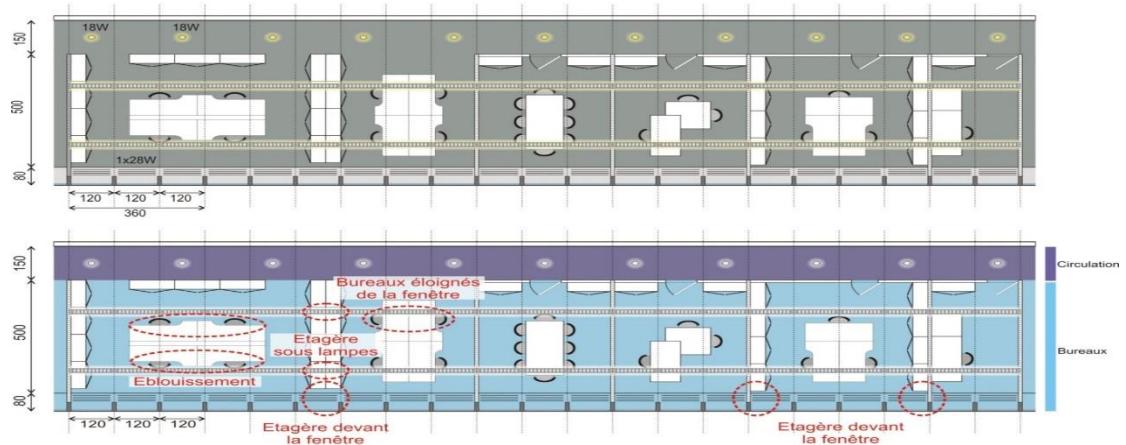 18W
18W
150
500
1x28W
80
120
120
120
360
150
Circulation
Bureaux éloignés
de la fenêtre
500
Etagère
sous lampes
Bureaux
Eblouissement
80
120
120
120
Etagère devant
la fenêtre
Etagère devant
la fenêtre